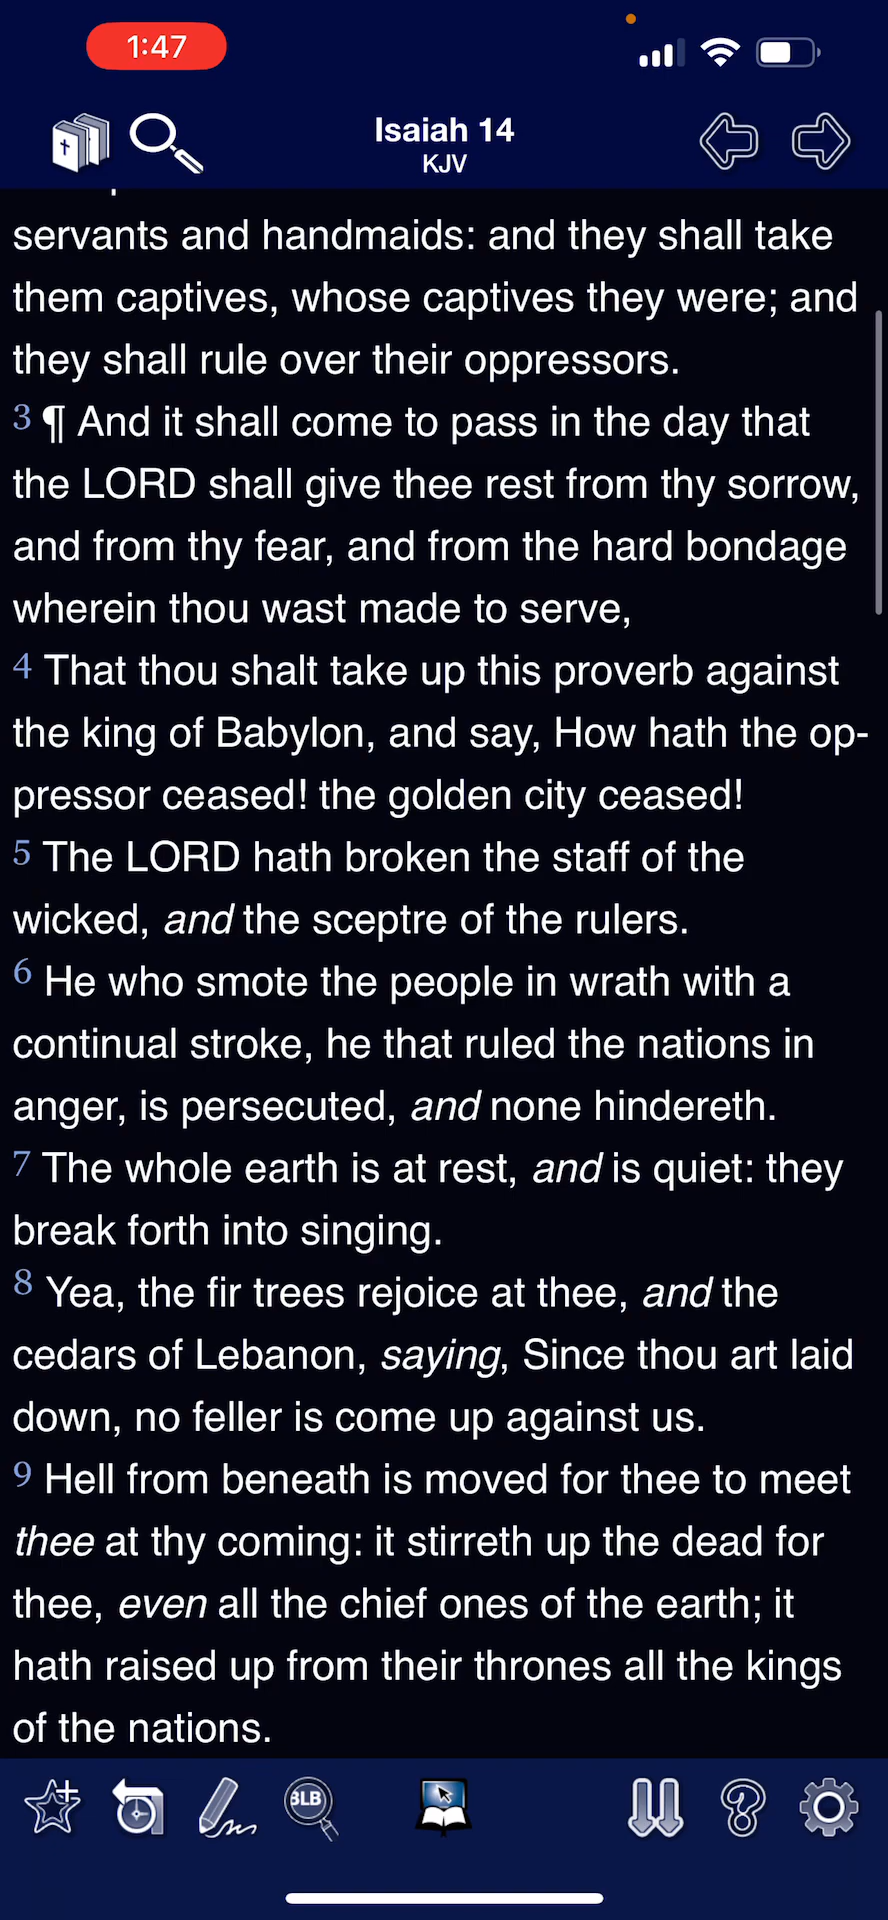 1:47
Isaiah 14
KJV
servants and handmaids: and they shall take
them captives, whose captives they were; and
they shall rule over their oppressors.
3 ¶ And it shall come to pass in the day that
the LORD shall give thee rest from thy sorrow,
and from thy fear, and from the hard bondage
wherein thou wast made to serve,
4 That thou shalt take up this proverb against
the king of Babylon, and say, How hath the op-
pressor ceased! the golden city ceased!
5 The LORD hath broken the staff of the
wicked, and the sceptre of the rulers.
6 He who smote the people in wrath with a
continual stroke, he that ruled the nations in
anger, is persecuted, and none hindereth.
7 The whole earth is at rest, and is quiet: they
break forth into singing.
8 Yea, the fir trees rejoice at thee, and the
cedars of Lebanon, saying, Since thou art laid
down, no feller is come up against us.
9 Hell from beneath is moved for thee to meet
thee at thy coming: it stirreth up the dead for
thee, even all the chief ones of the earth; it
hath raised up from their thrones all the kings
of the nations.
BLB